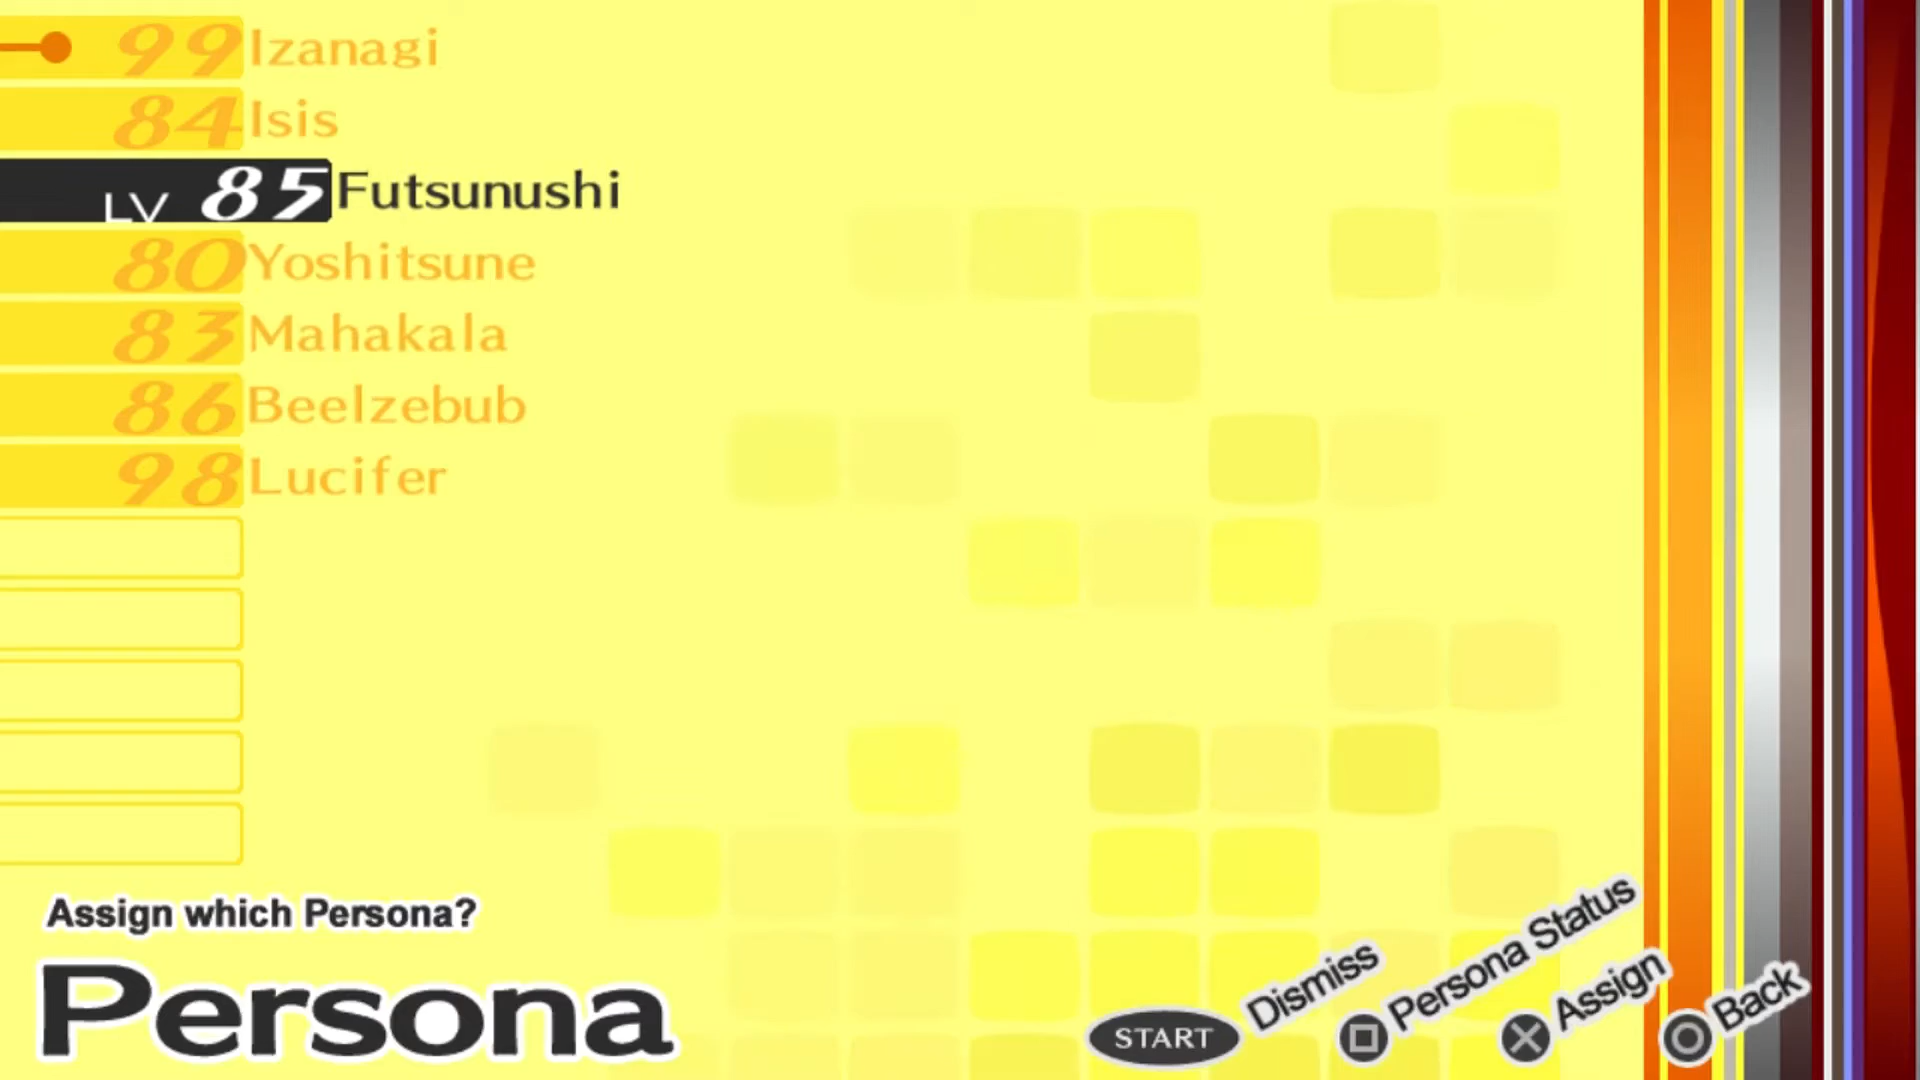 99 Izanagi
84 Isis
LV 85 Futsunushi
80 Yoshitsune
83 Mahakala
86 Beelzebub
98 Lucifer
Assign which Persona?
Persona
START Dismiss
Persona Status
Assign
Back